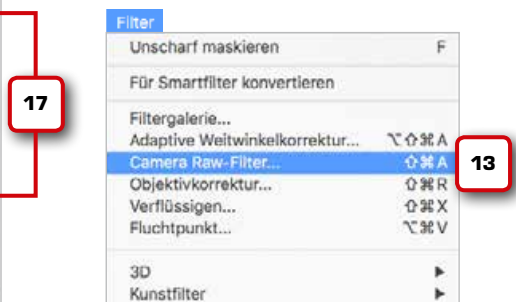 Filter
Unscharf maskieren F
Für Smartfilter konvertieren
17
Filtergalerie...
Adaptive Weitwinkelkorrektur... ⌥⇧⌘A
Camera Raw-Filter... ⇧⌘A
13
Objektivkorrektur... ⇧⌘R
Verflüssigen... ⇧⌘X
Fluchtpunkt... ⌥⌘V
3D ▶
Kunstfilter ▶